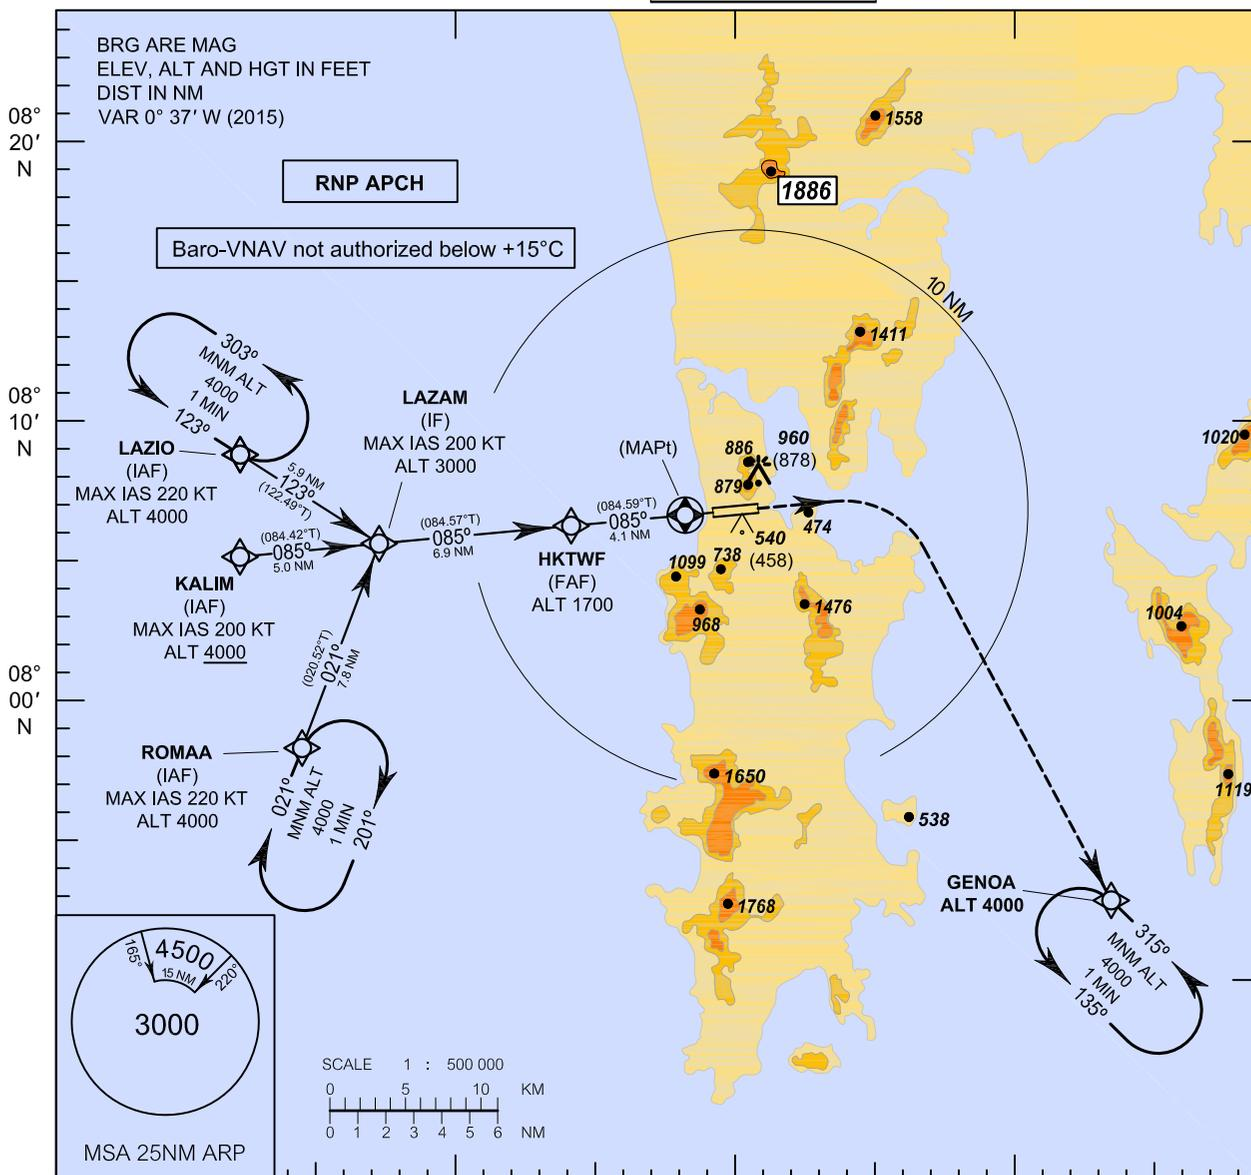 BRG ARE MAG
ELEV, ALT AND HGT IN FEET
DIST IN NM
VAR 0° 37′ W (2015)
RNP APCH
Baro-VNAV not authorized below +15°C
08°
20′
N
08°
10′
N
08°
00′
N
1558
1886
10 NM
1411
303°
MNM ALT
4000
1 MIN
123°
LAZIO
(IAF)
MAX IAS 220 KT
ALT 4000
5.9 NM
123°
(122.49°T)
LAZAM
(IF)
MAX IAS 200 KT
ALT 3000
(084.42°T)
085°
5.0 NM
KALIM
(IAF)
MAX IAS 200 KT
ALT 4000
(084.57°T)
085°
6.9 NM
HKTWF
(FAF)
ALT 1700
(MAPt)
(084.59°T)
085°
4.1 NM
886
879
960
(878)
474
540
(458)
738
1099
968
1476
1020
1004
1119
(020.52°T)
021°
7.8 NM
ROMAA
(IAF)
MAX IAS 220 KT
ALT 4000
021°
MNM ALT
4000
1 MIN
201°
1650
538
1768
GENOA
ALT 4000
315°
MNM ALT
4000
1 MIN
135°
165°
4500
15 NM
220°
3000
MSA 25NM ARP
SCALE 1 : 500 000
0 5 10 KM
0 1 2 3 4 5 6 NM